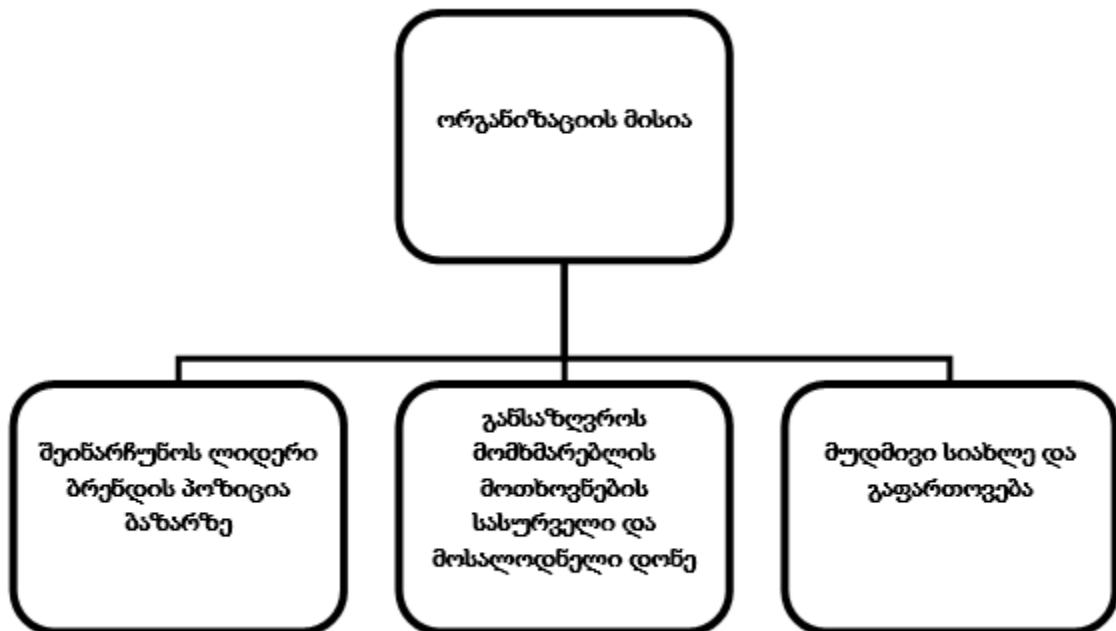 ორგანიზაციის მისია
შეინარჩუნოს ლიდერი
ბრენდის პოზიცია
ბაზარზე
განსაზღვროს
მომხმარებლის
მოთხოვნების
სასურველი და
მოსალოდნელი დონე
მუდმივი სიახლე და
გაფართოვება